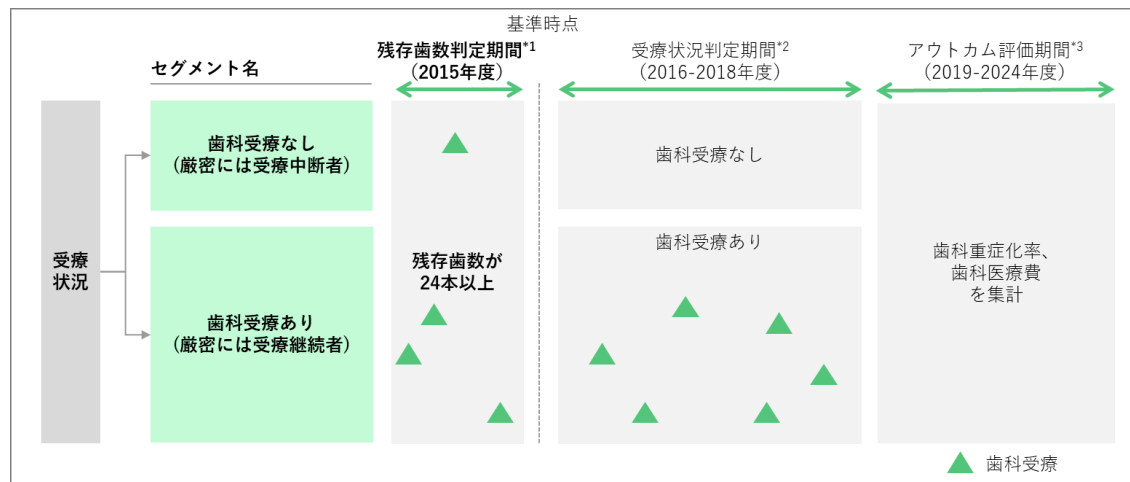 基準時点
セグメント名
残存歯数判定期間*1
（2015年度）
受療状況判定期間*2
（2016-2018年度）
アウトカム評価期間*3
（2019-2024年度）
受療
状況
歯科受療なし
（厳密には受療中断者）
歯科受療あり
（厳密には受療継続者）
残存歯数が
24本以上
歯科受療なし
歯科受療あり
歯科重症化率、
歯科医療費
を集計
歯科受療